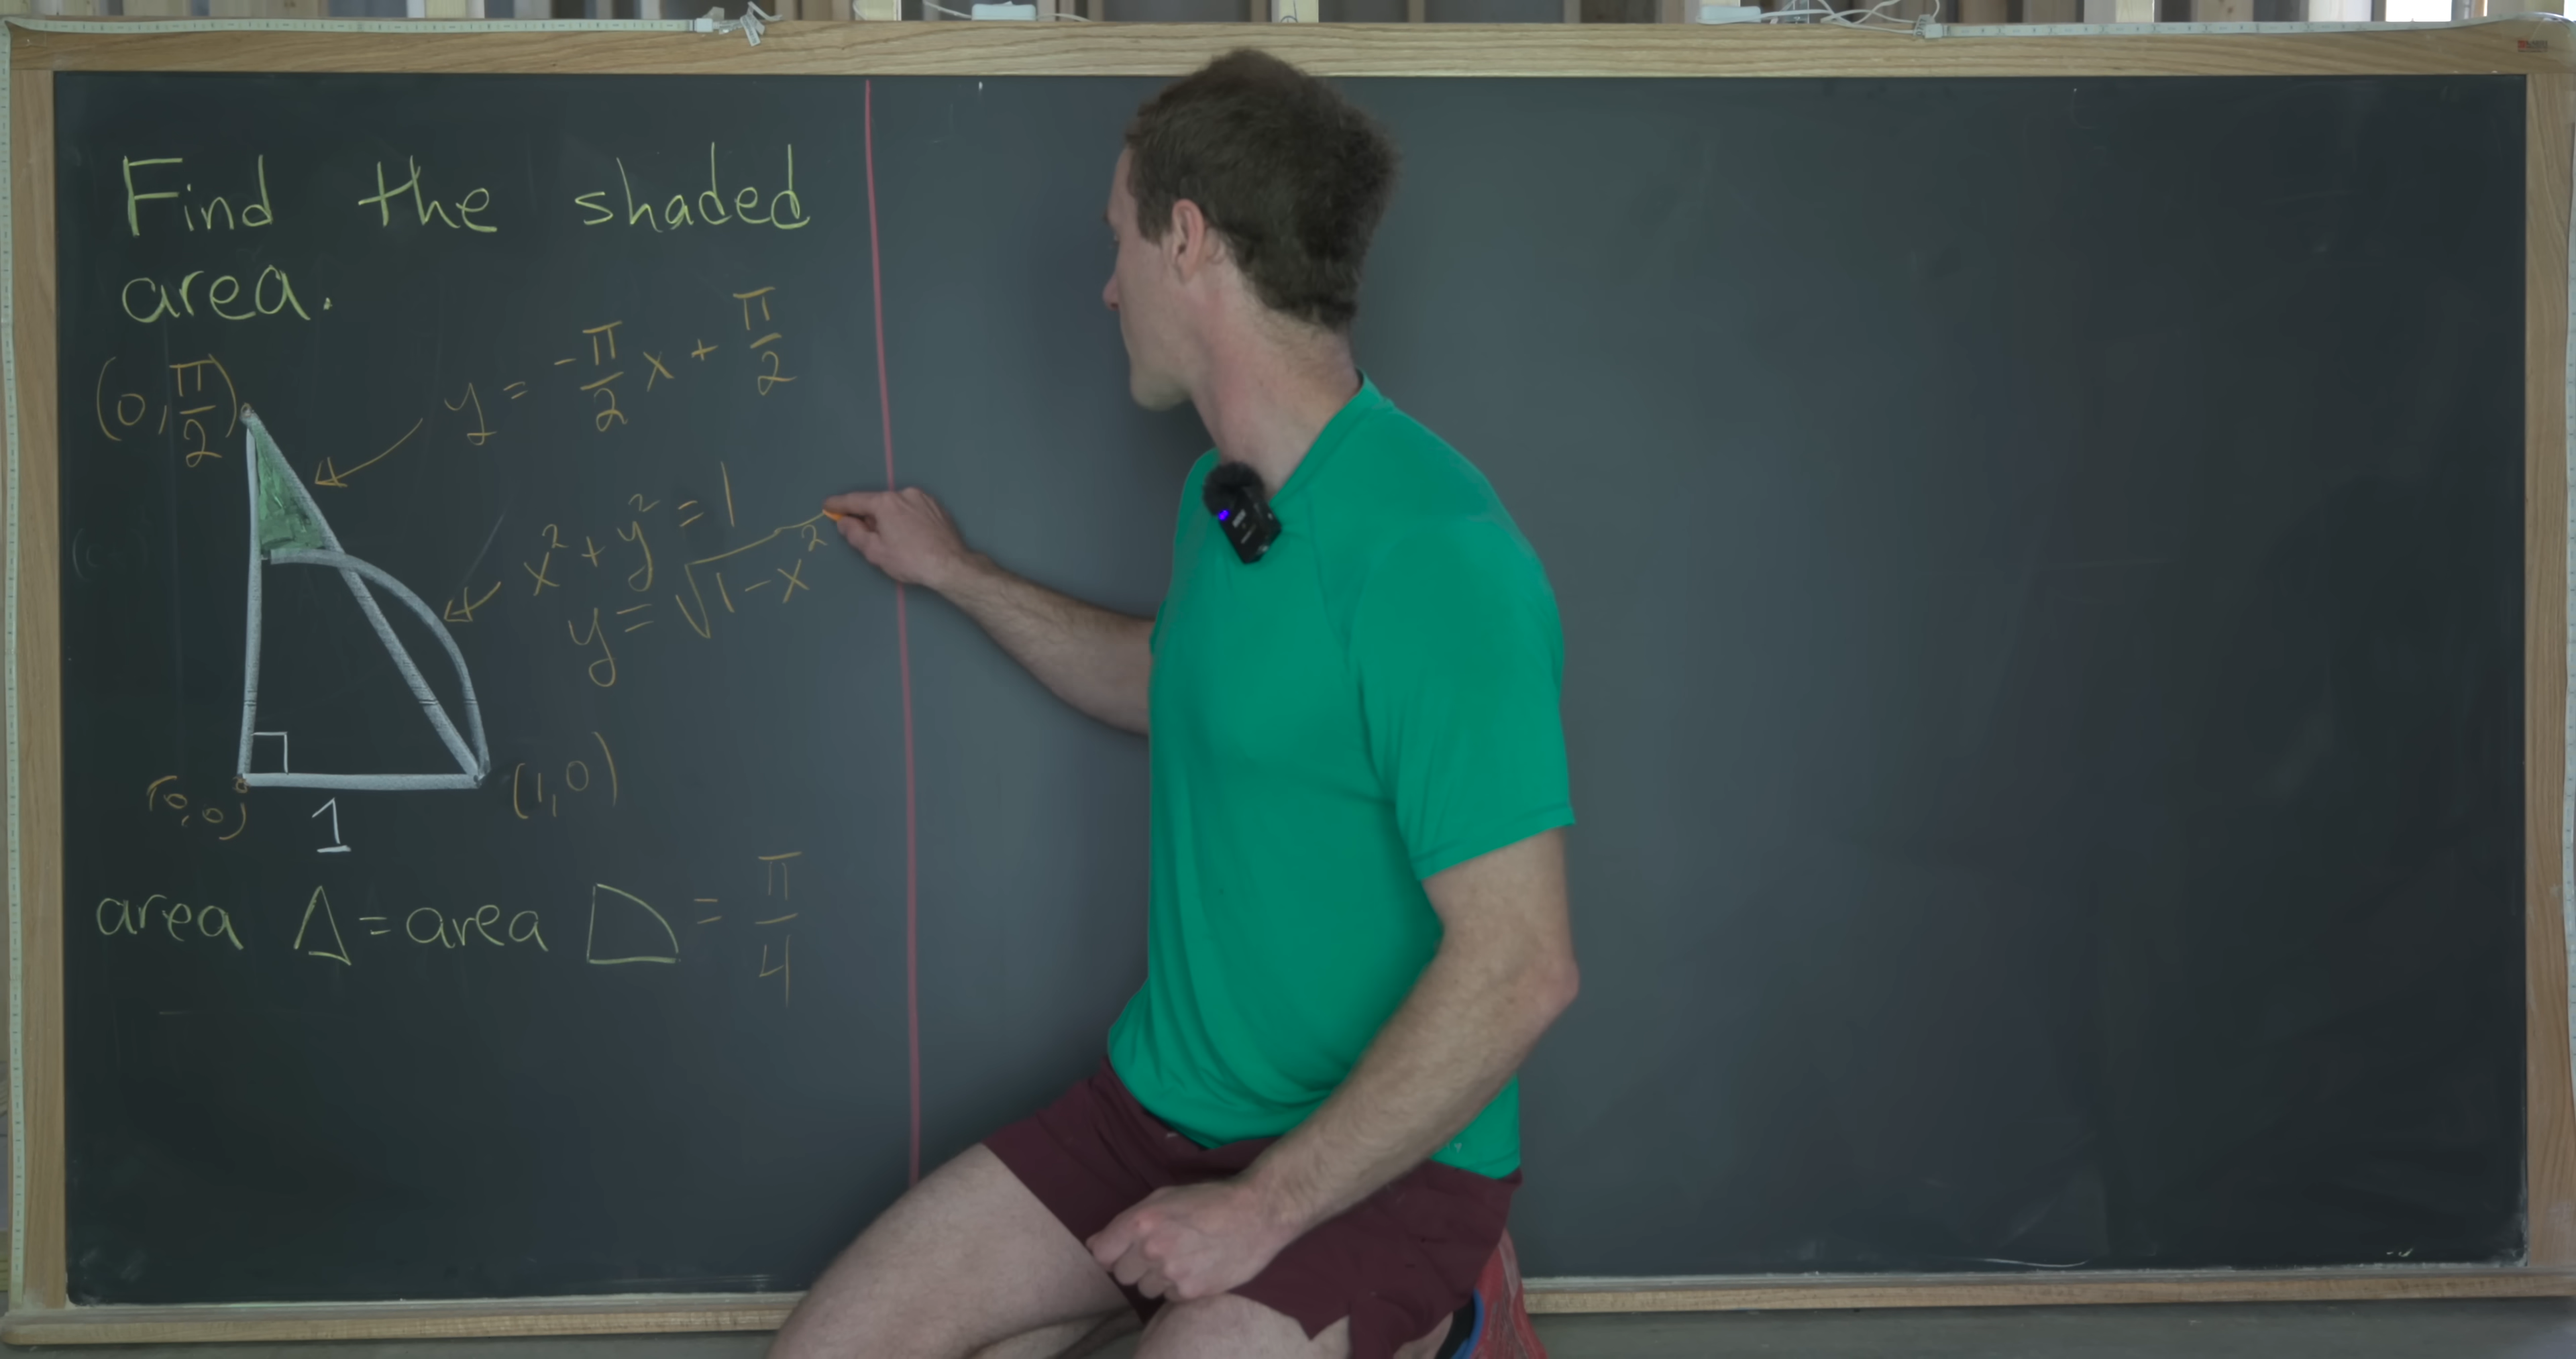 Find the shaded
area.
(0, π/2)
y = -π/2 x + π/2
x² + y² = 1
y = √1-x²
(0,0)
(1,0)
1
area △ = area ◺ = π/4